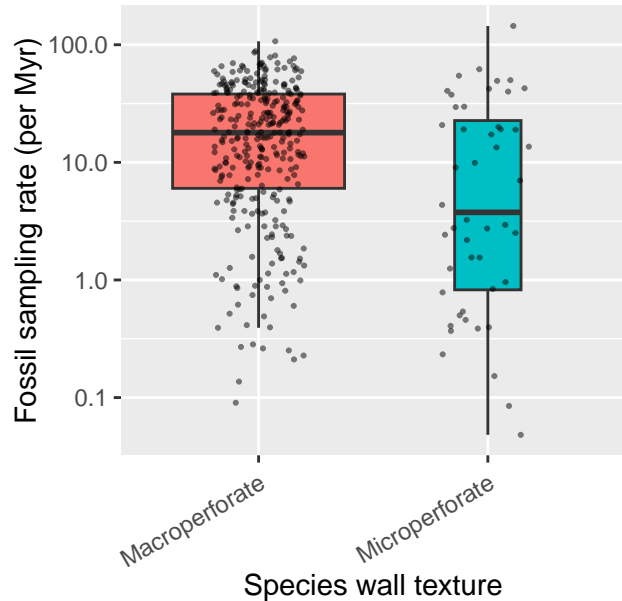 Fossil sampling rate (per Myr)
100.0
10.0
1.0
0.1
Macroperforate
Microperforate
Species wall texture